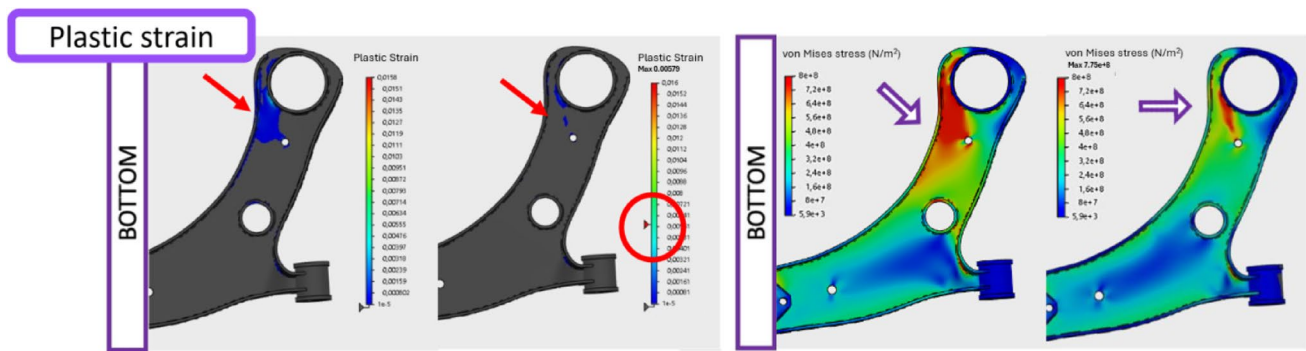 Plastic strain
BOTTOM
Plastic Strain
0,0158
0,0151
0,0143
0,0135
0,0127
0,0119
0,0111
0,0103
0,00951
0,00872
0,00793
0,00714
0,00634
0,00555
0,00476
0,00397
0,00318
0,00239
0,00159
0,000802
1e-5
Plastic Strain
Max 0.00579
0,016
0,0152
0,0144
0,0136
0,0128
0,012
0,0112
0,0104
0,0096
0,0088
0,008
0,00721
0,00321
0,00241
0,00161
0,00081
1e-5
BOTTOM
von Mises stress (N/m²)
8e+8
7,2e+8
6,4e+8
5,6e+8
4,8e+8
4e+8
3,2e+8
2,4e+8
1,6e+8
8e+7
5,9e+3
von Mises stress (N/m²)
Max 7.75e+8
8e+8
7,2e+8
6,4e+8
5,6e+8
4,8e+8
4e+8
3,2e+8
2,4e+8
1,6e+8
8e+7
5,9e+3